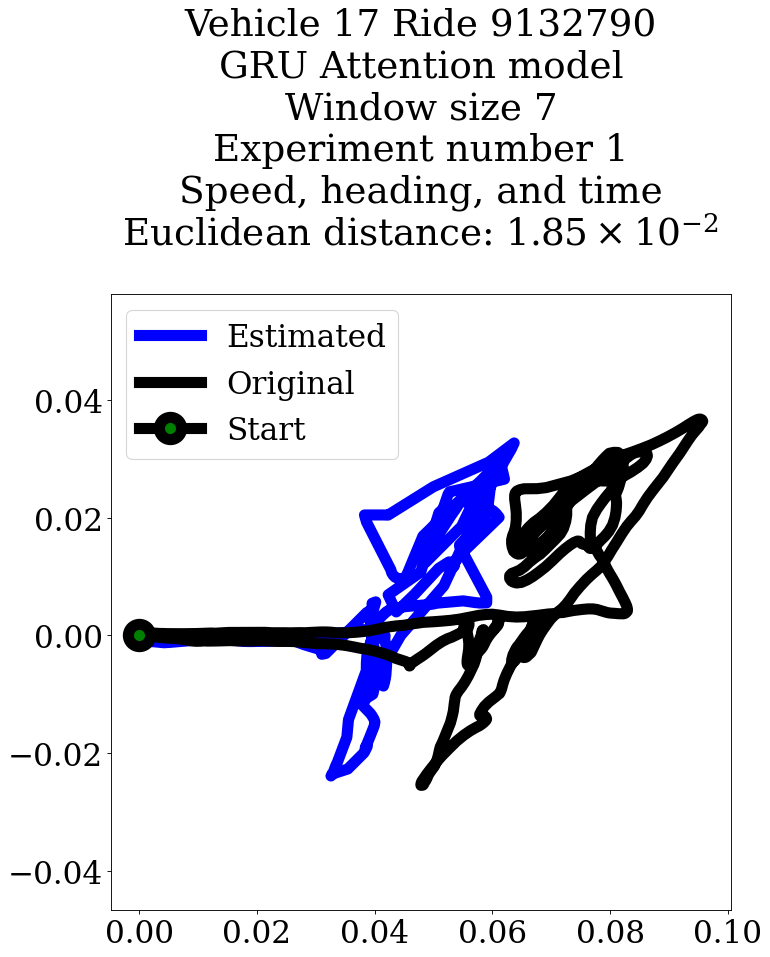 Vehicle 17 Ride 9132790
GRU Attention model
Window size 7
Experiment number 1
Speed, heading, and time
Euclidean distance: 1.85 × 10⁻²
Estimated
Original
Start
0.04
0.02
0.00
−0.02
−0.04
0.00 0.02 0.04 0.06 0.08 0.10